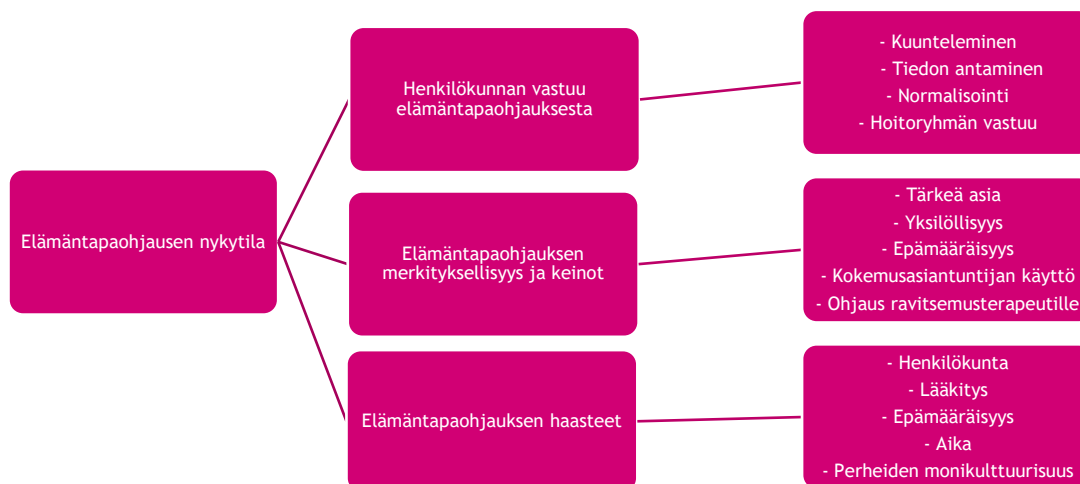 Elämäntapaohjausen nykytila
Henkilökunnan vastuu
elämäntapaohjauksesta
- Kuunteleminen
- Tiedon antaminen
- Normalisointi
- Hoitoryhmän vastuu
Elämäntapaohjauksen
merkityksellisyys ja keinot
- Tärkeä asia
- Yksilöllisyys
- Epämääräisyys
- Kokemusasiantuntijan käyttö
- Ohjaus ravitsemusterapeutille
Elämäntapaohjauksen haasteet
- Henkilökunta
- Lääkitys
- Epämääräisyys
- Aika
- Perheiden monikulttuurisuus